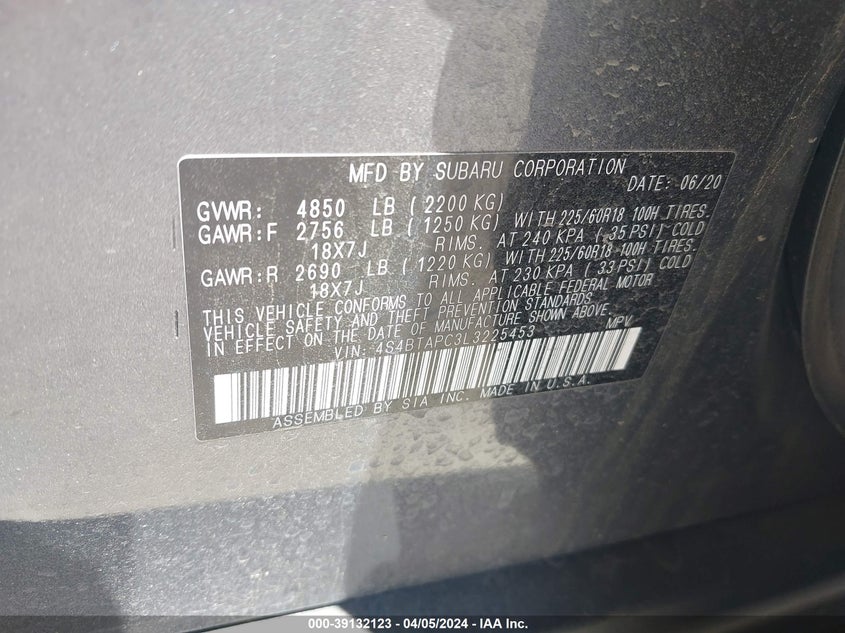 MFD BY SUBARU CORPORATION
DATE: 06/20
GVWR: 4850 LB (2200 KG)
GAWR:F 2756 LB (1250 KG) WITH 225/60R18 100H TIRES.
18X7J RIMS. AT 240 KPA (35 PSI) COLD
GAWR:R 2690 LB (1220 KG) WITH 225/60R18 100H TIRES.
18X7J RIMS. AT 230 KPA (33 PSI) COLD
THIS VEHICLE CONFORMS TO ALL APPLICABLE FEDERAL MOTOR
VEHICLE SAFETY AND THEFT PREVENTION STANDARDS
IN EFFECT ON THE DATE OF MANUFACTURE SHOWN ABOVE.
VIN: 4S4BTAPC3L3225453 MPV
ASSEMBLED BY SIA INC. MADE IN U.S.A.
000-39132123 - 04/05/2024 - IAA Inc.